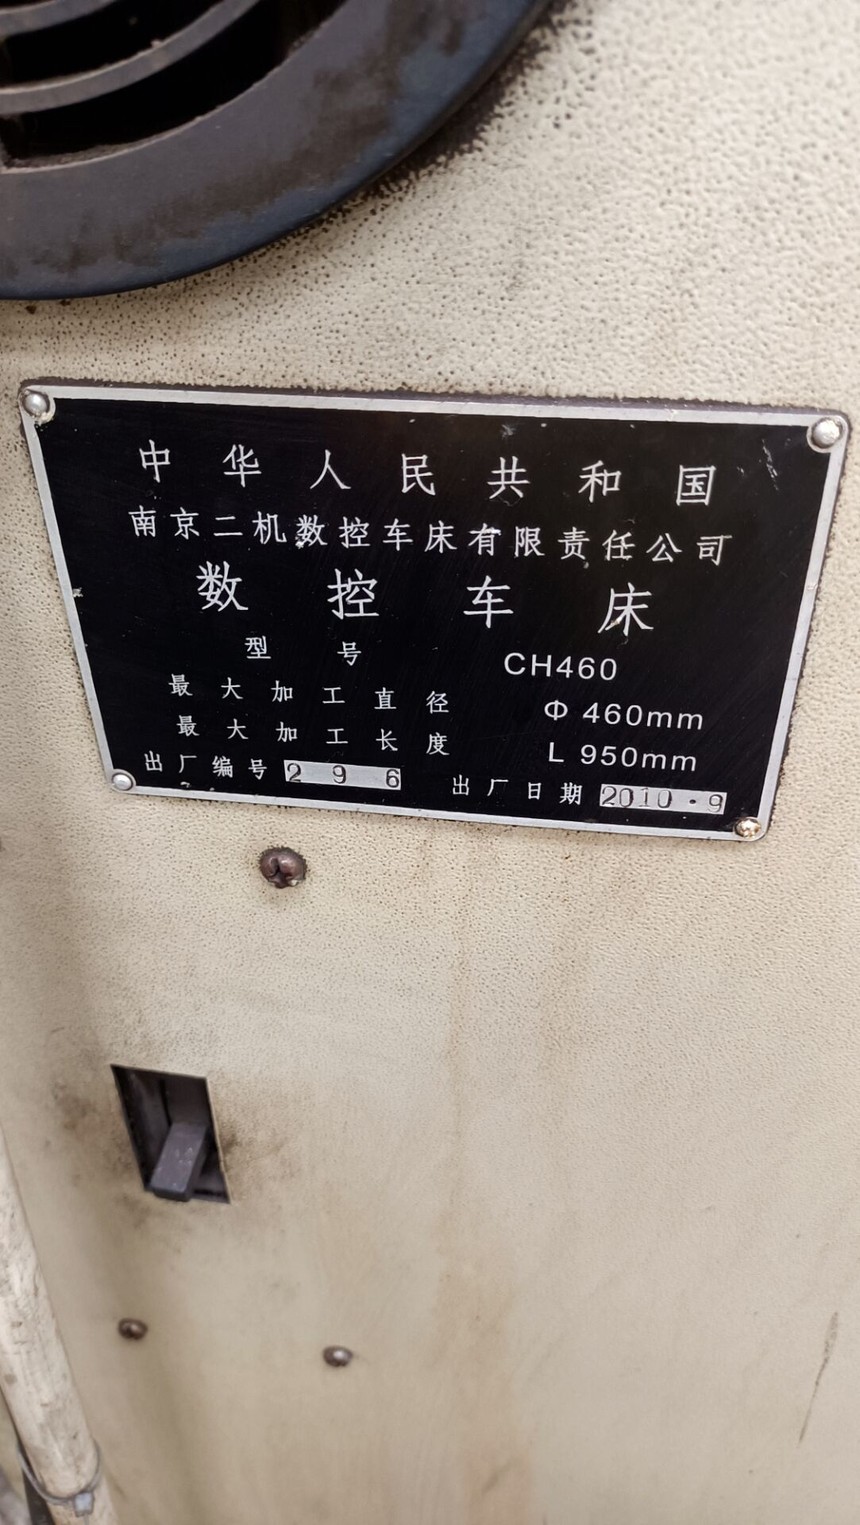 中华人民共和国
南京二机数控车床有限责任公司
数控车床
型号 CH460
最大加工直径 Φ 460mm
最大加工长度 L 950mm
出厂编号 296 出厂日期 2010·9